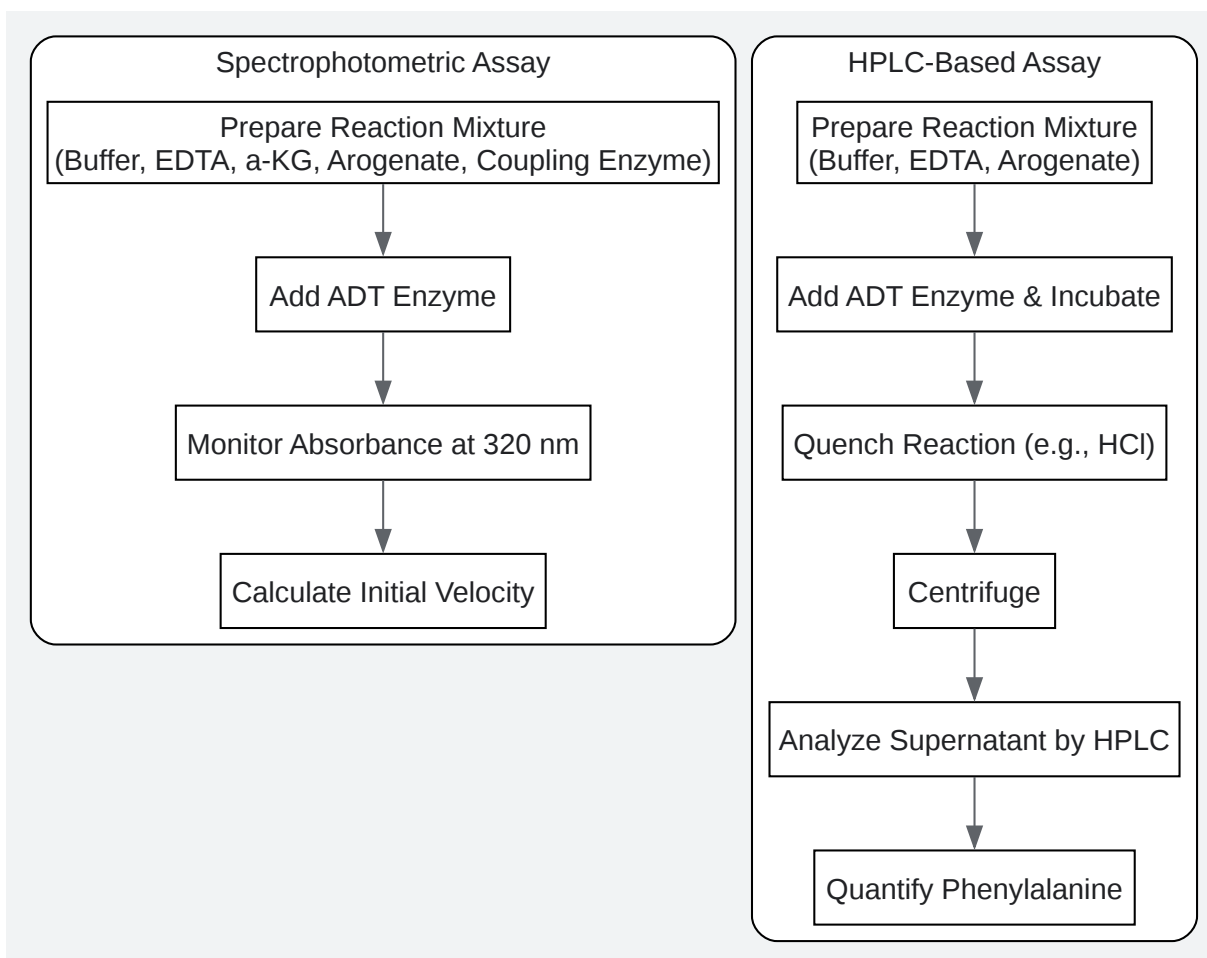 Spectrophotometric Assay
Prepare Reaction Mixture
(Buffer, EDTA, a-KG, Arogenate, Coupling Enzyme)
Add ADT Enzyme
Monitor Absorbance at 320 nm
Calculate Initial Velocity
HPLC-Based Assay
Prepare Reaction Mixture
(Buffer, EDTA, Arogenate)
Add ADT Enzyme & Incubate
Quench Reaction (e.g., HCl)
Centrifuge
Analyze Supernatant by HPLC
Quantify Phenylalanine